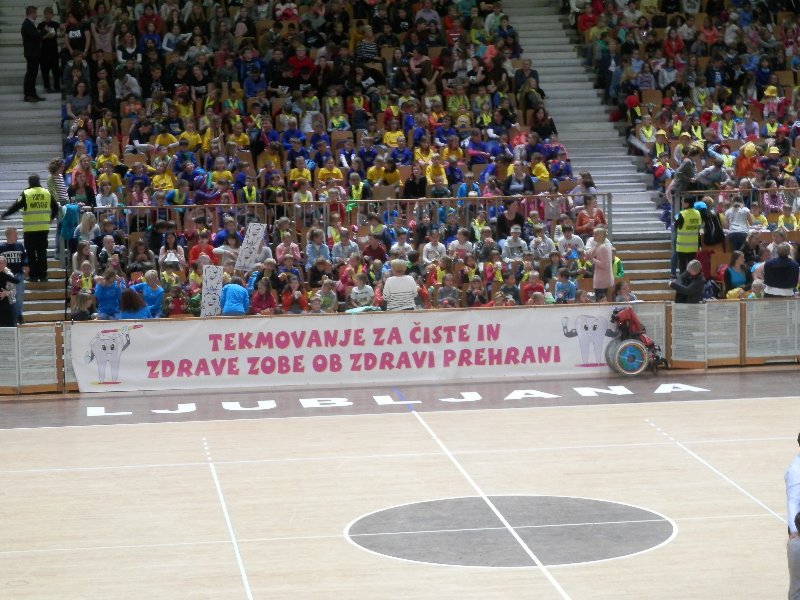 TEKMOVANJE ZA ČISTE IN
ZDRAVE ZOBE OB ZDRAVI PREHRANI
LJUBLJANA